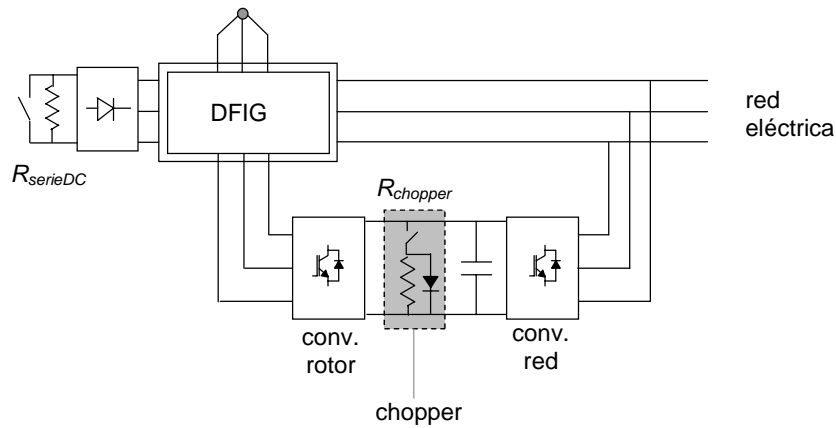 DFIG
red
eléctrica
R_serieDC
R_chopper
conv.
rotor
conv.
red
chopper